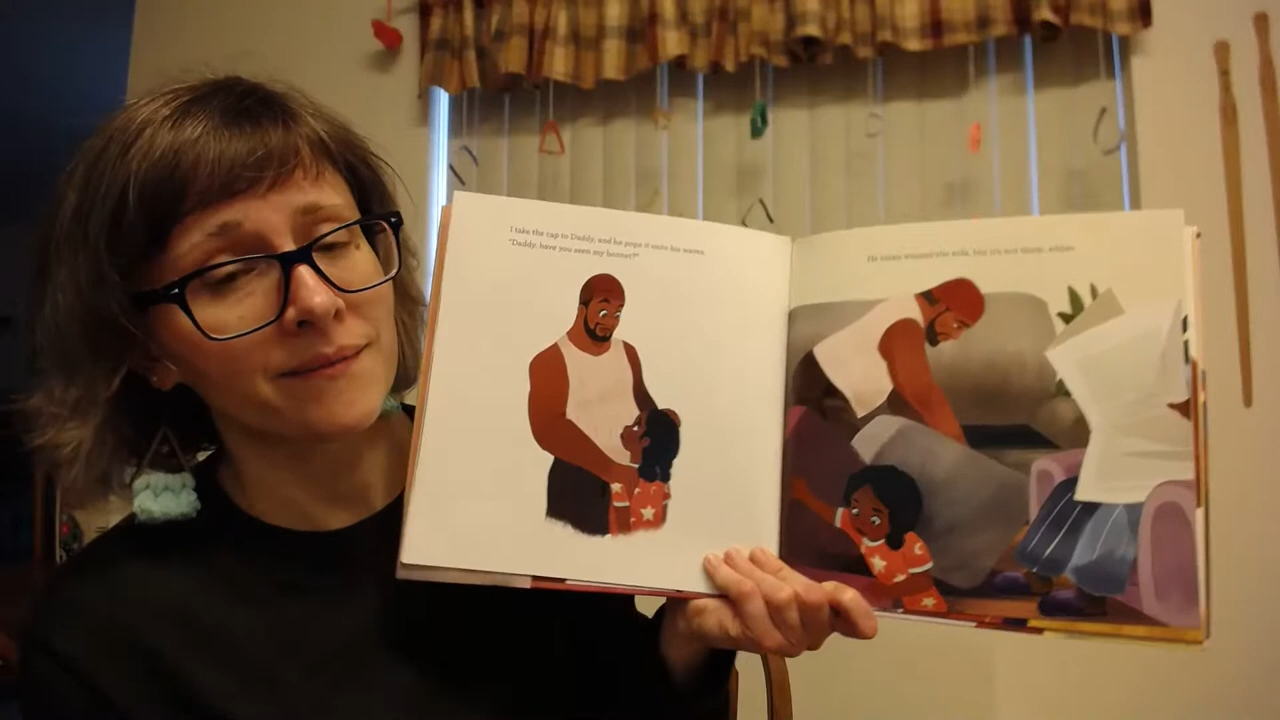 I take the cap to Daddy, and he pops it onto his waves.
"Daddy, have you seen my bonnet?"
He looks around the sofa, but it's not there, either.